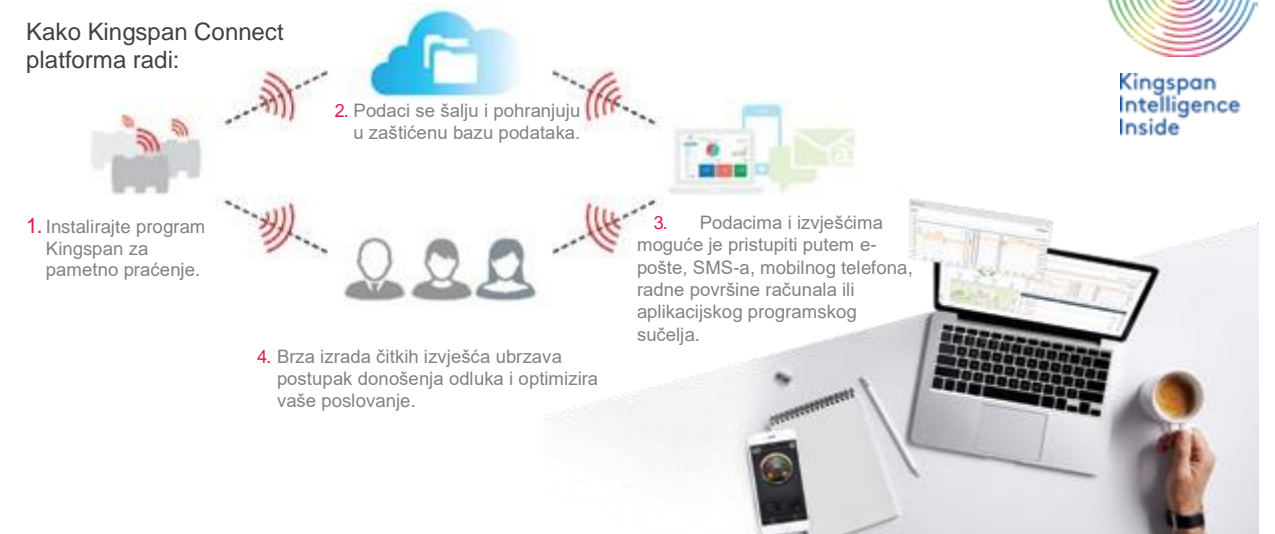 Kako Kingspan Connect
platforma radi:
2. Podaci se šalju i pohranjuju
u zaštićenu bazu podataka.
Kingspan
Intelligence
Inside
1. Instalirajte program
Kingspan za
pametno praćenje.
3. Podacima i izvješćima
moguće je pristupiti putem e-
pošte, SMS-a, mobilnog telefona,
radne površine računala ili
aplikacijskog programskog
sučelja.
4. Brza izrada čitkih izvješća ubrzava
postupak donošenja odluka i optimizira
vaše poslovanje.